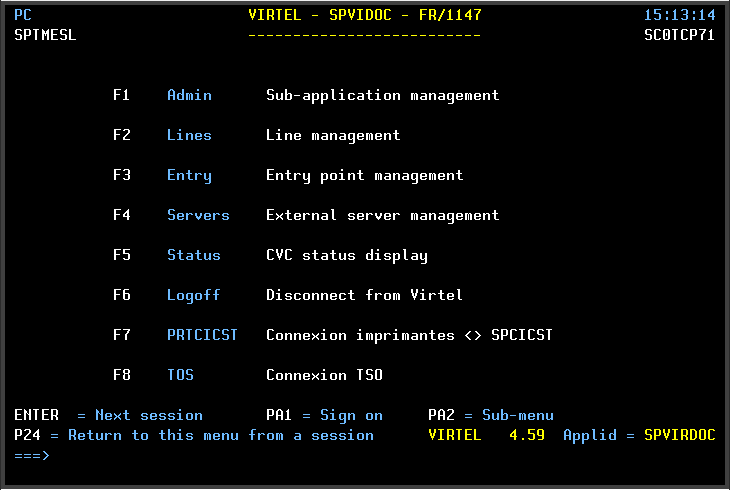 PC VIRTEL - SPVIDOC - FR/1147 15:13:14
SPTMESL -------------------------- SC0TCP71
F1 Admin Sub-application management
F2 Lines Line management
F3 Entry Entry point management
F4 Servers External server management
F5 Status CVC status display
F6 Logoff Disconnect from Virtel
F7 PRTCICST Connexion imprimantes <> SPCICST
F8 TOS Connexion TSO
ENTER = Next session PA1 = Sign on PA2 = Sub-menu
P24 = Return to this menu from a session VIRTEL 4.59 Applid = SPVIRDOC
===>